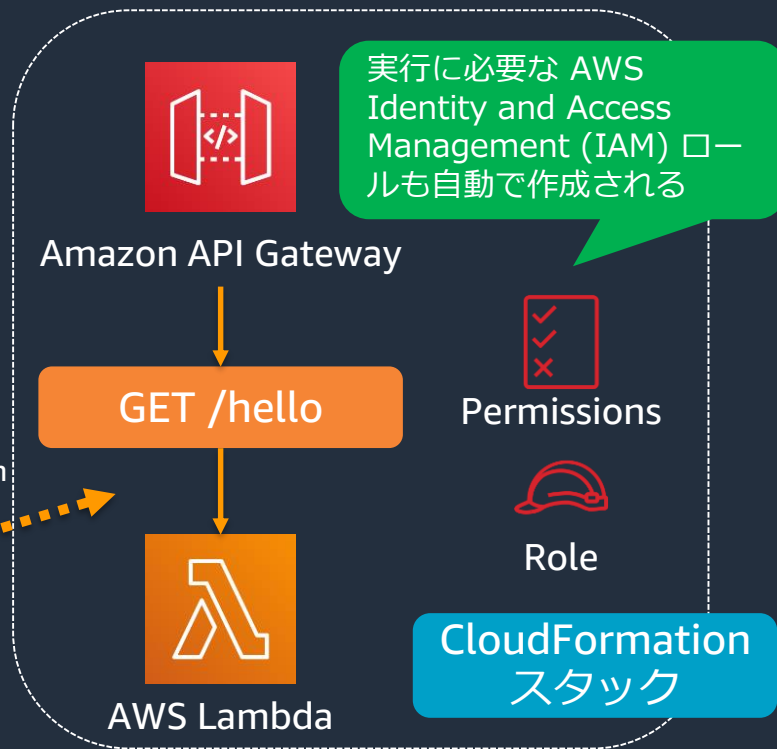 実行に必要な AWS
Identity and Access
Management (IAM) ロー
ルも自動で作成される
</>
Amazon API Gateway
GET /hello
Permissions
Role
CloudFormation
スタック
AWS Lambda